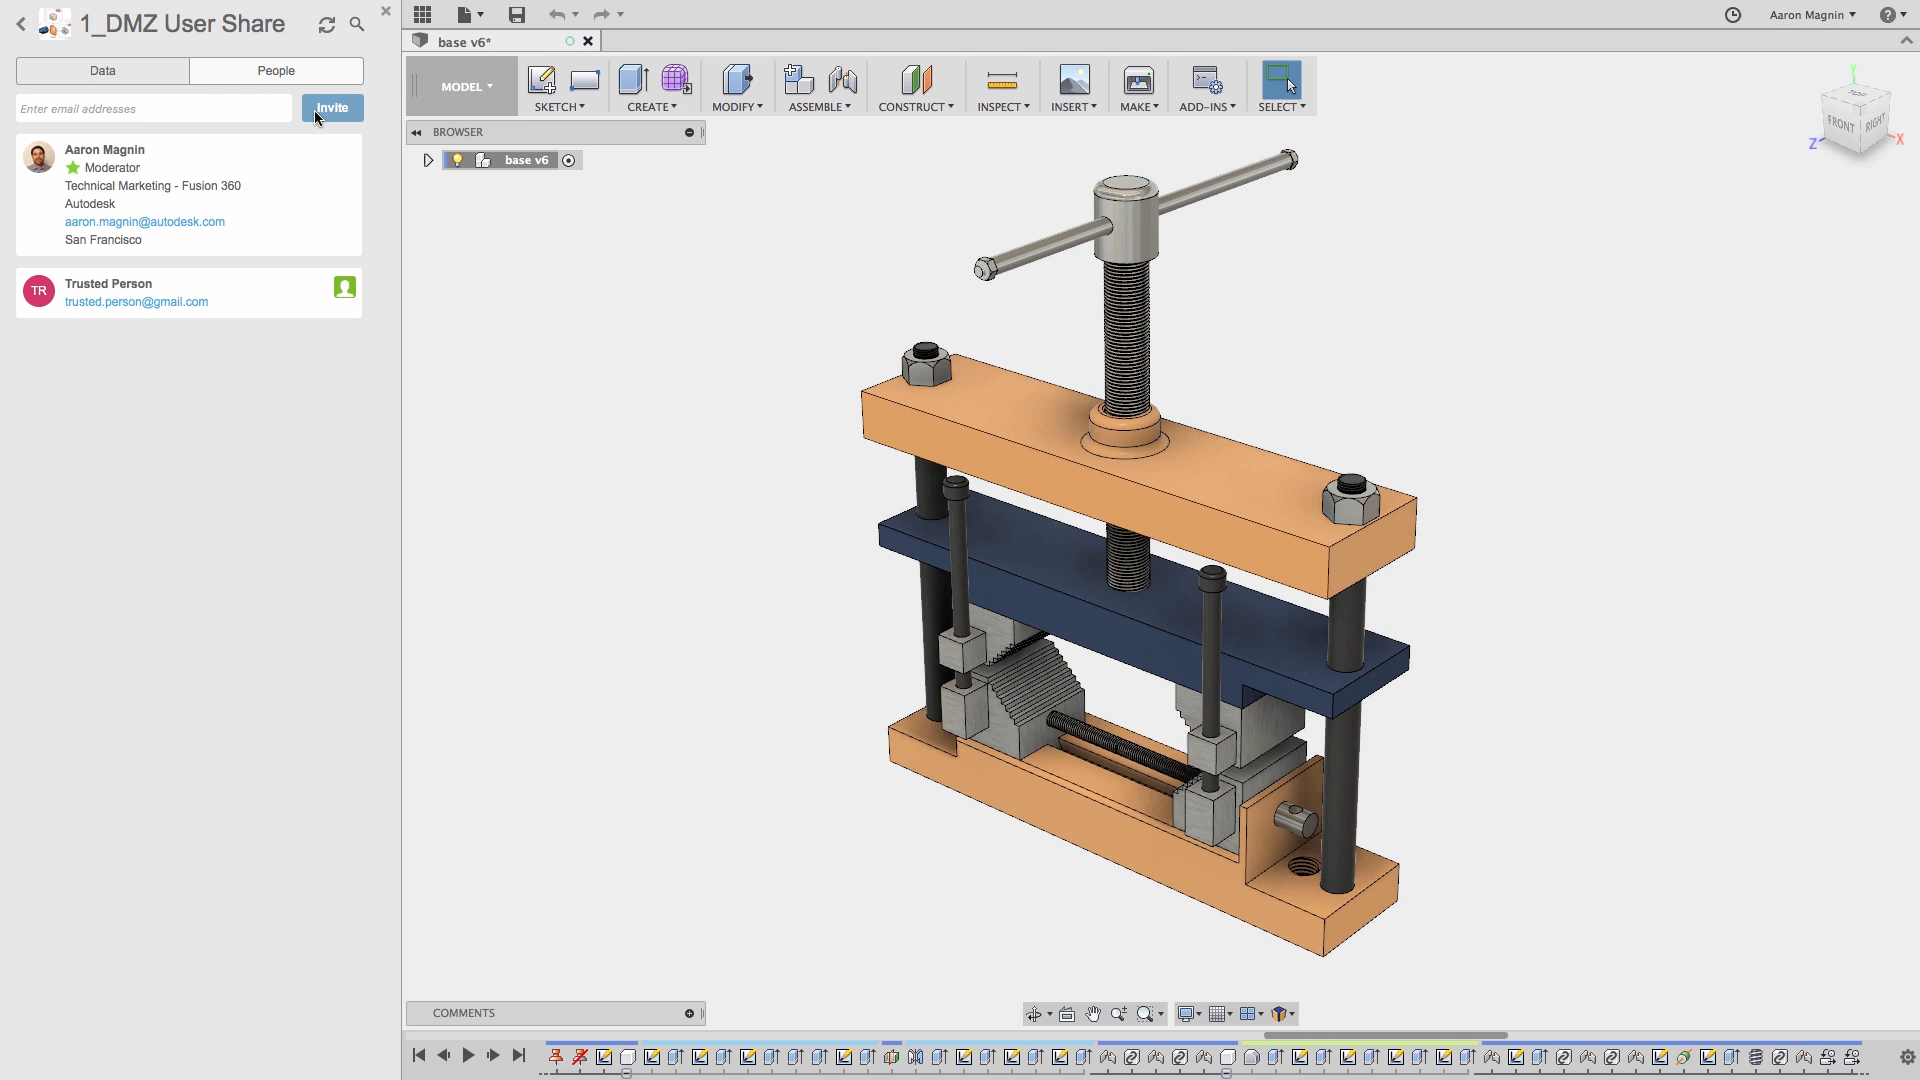 1_DMZ User Share
Aaron Magnin
base v6*
Data
People
Enter email addresses
Invite
Aaron Magnin
Moderator
Technical Marketing - Fusion 360
Autodesk
aaron.magnin@autodesk.com
San Francisco
TR
Trusted Person
trusted.person@gmail.com
MODEL
SKETCH
CREATE
MODIFY
ASSEMBLE
CONSTRUCT
INSPECT
INSERT
MAKE
ADD-INS
SELECT
BROWSER
base v6
Y
TOP
FRONT
RIGHT
Z
X
COMMENTS